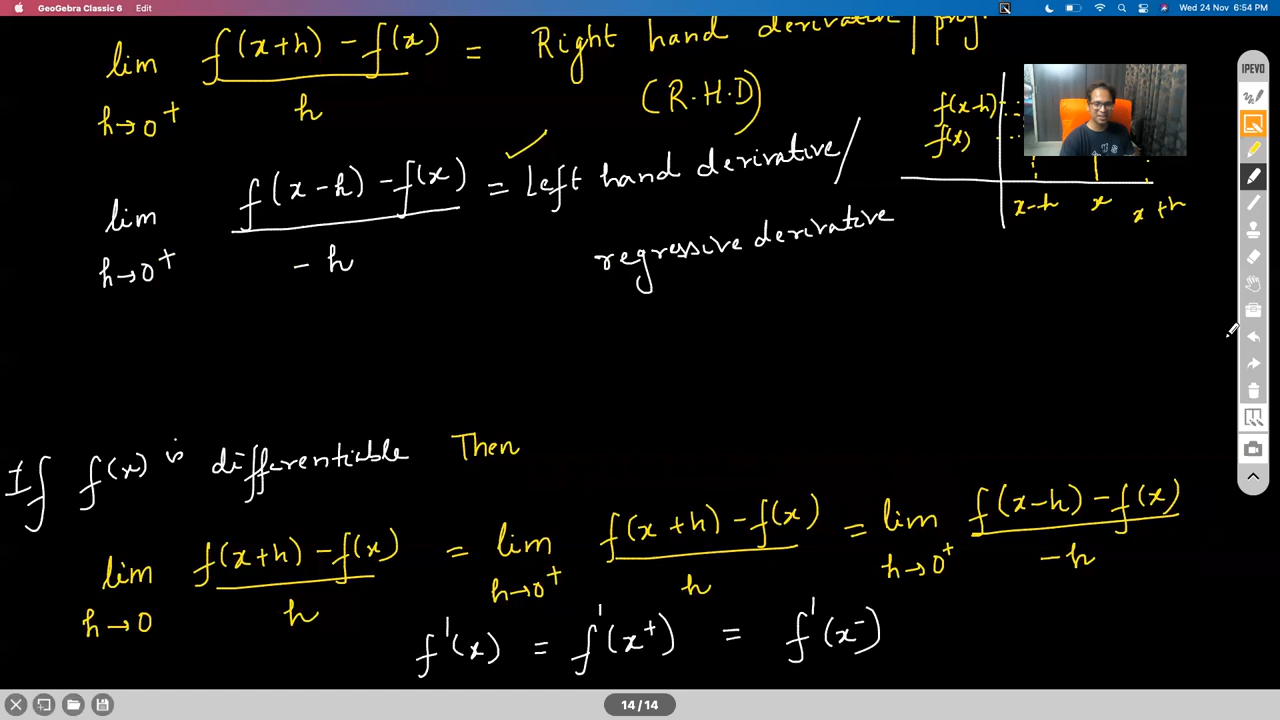 GeoGebra Classic 6 Edit Wed 24 Nov 6:54 PM
lim h→0⁺ f(x+h) − f(x) / h = Right hand derivative /
(R.H.D)
IPEVO
f(x-h)
f(x)
x-h x x+h
lim h→0⁺ f(x−h) − f(x) / −h = Left hand derivative/
regressive derivative
If f(x) is differentiable Then
lim h→0 f(x+h) − f(x) / h = lim h→0⁺ f(x+h) − f(x) / h = lim h→0⁺ f(x−h) − f(x) / −h
f'(x) = f'(x⁺) = f'(x⁻)
14 / 14